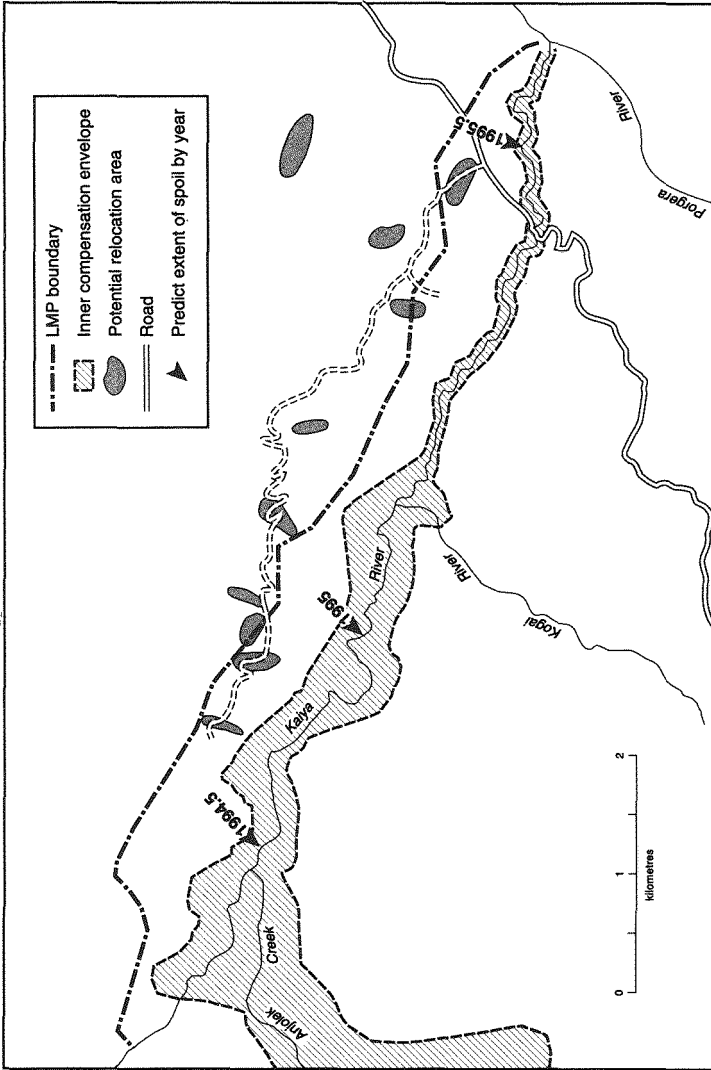 LMP boundary
Inner compensation envelope
Potential relocation area
Road
Predict extent of spoil by year
1995.5
River
Porgera
1995
River
Kaiya
River
Kogai
1994.5
Creek
Anjolek
0 1 2
kilometres